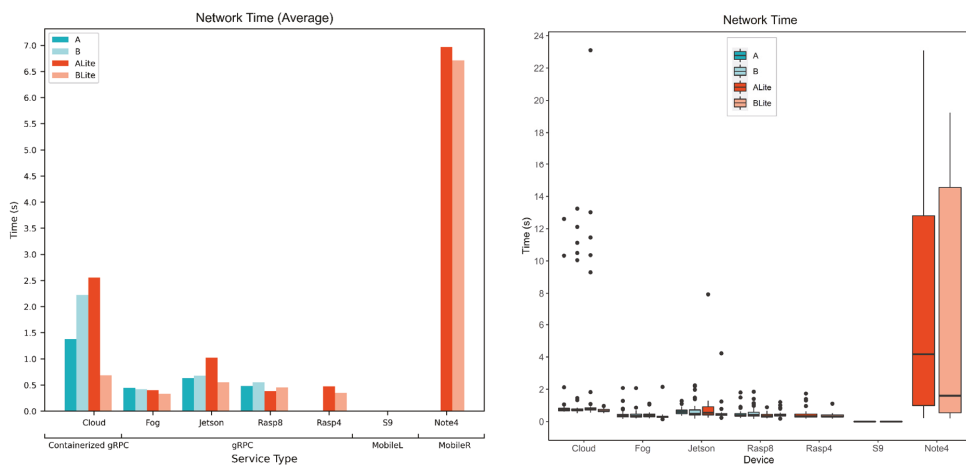 Network Time (Average)
7.0
6.5
6.0
5.5
5.0
4.5
4.0
3.5
3.0
2.5
2.0
1.5
1.0
0.5
0.0
Time (s)
A
B
ALite
BLite
Cloud Fog Jetson Rasp8 Rasp4 S9 Note4
Containerized gRPC gRPC MobileL MobileR
Service Type
Network Time
24
22
20
18
16
14
12
10
8
6
4
2
0
Time (s)
A
B
ALite
BLite
Cloud Fog Jetson Rasp8 Rasp4 S9 Note4
Device